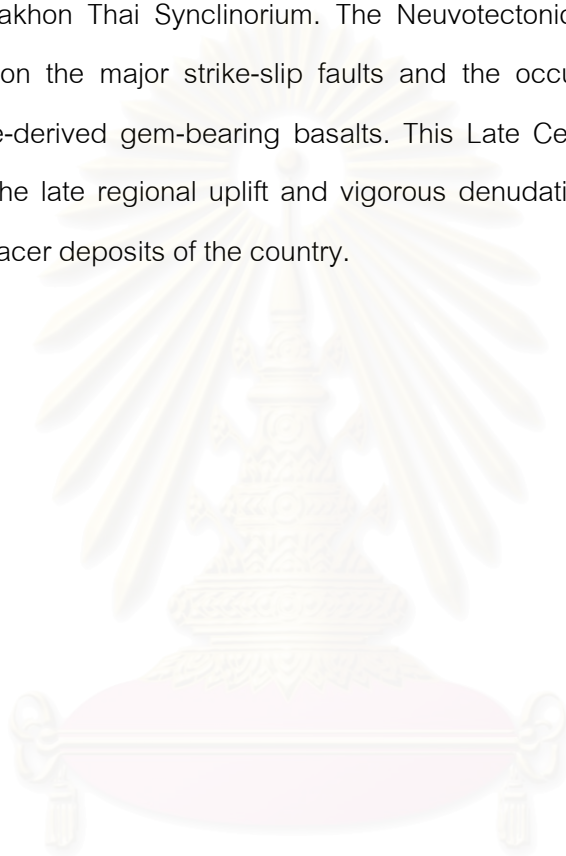 akhon Thai Synclinorium. The Neuvotectonic
on the major strike-slip faults and the occu
e-derived gem-bearing basalts. This Late Ce
he late regional uplift and vigorous denudati
acer deposits of the country.